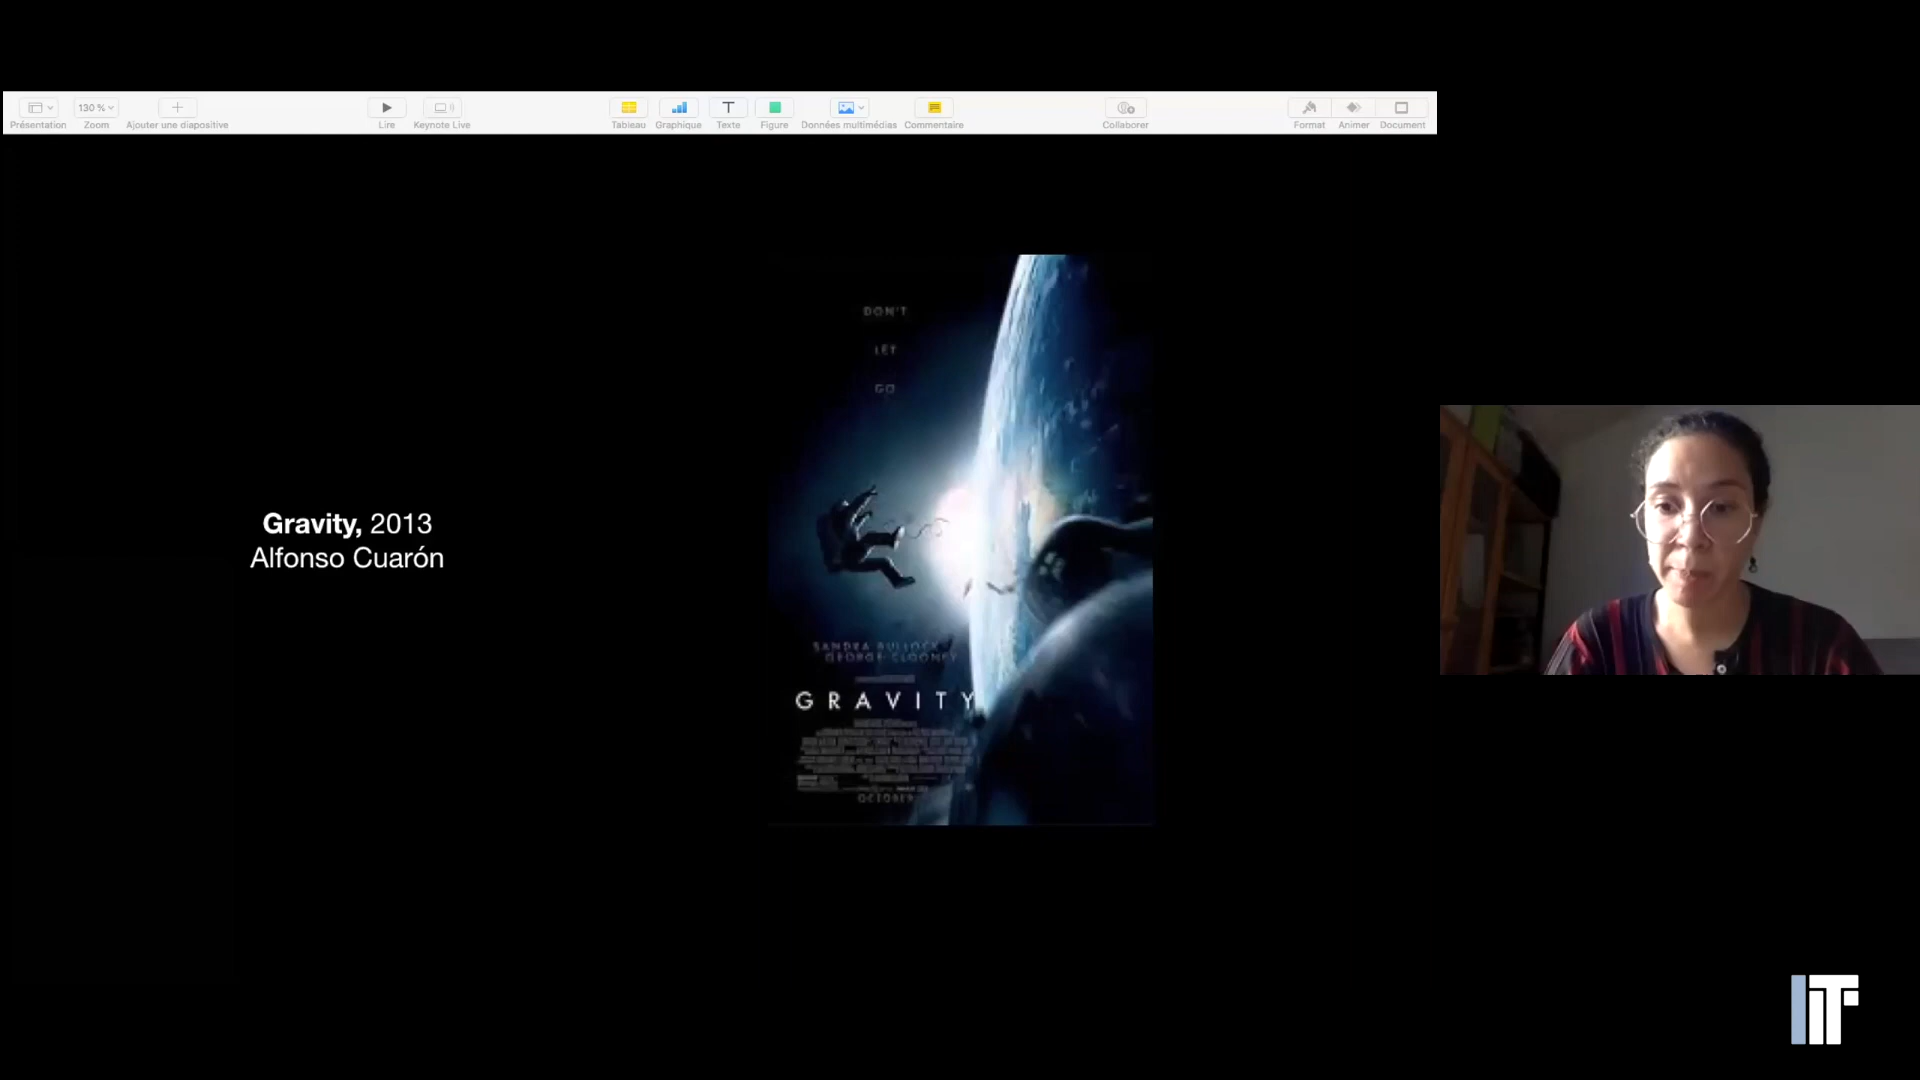 130 %
Présentation
Zoom
Ajouter une diapositive
Lire
Keynote Live
Tableau
Graphique
Texte
Figure
Données multimédias
Commentaire
Collaborer
Format
Animer
Document
DON'T
LET
GO
Gravity, 2013
Alfonso Cuarón
SANDRA BULLOCK
GEORGE CLOONEY
GRAVITY
OCTOBER